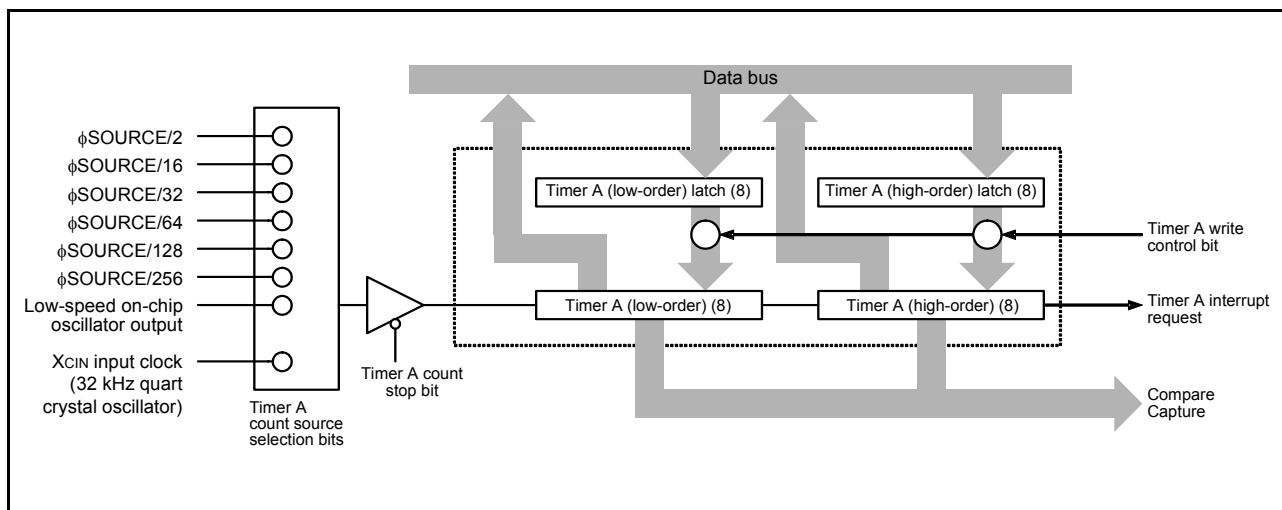 Data bus
ϕSOURCE/2
ϕSOURCE/16
ϕSOURCE/32
ϕSOURCE/64
ϕSOURCE/128
ϕSOURCE/256
Low-speed on-chip
oscillator output
XCIN input clock
(32 kHz quart
crystal oscillator)
Timer A
count source
selection bits
Timer A count
stop bit
Timer A (low-order) latch (8)
Timer A (high-order) latch (8)
Timer A write
control bit
Timer A (low-order) (8)
Timer A (high-order) (8)
Timer A interrupt
request
Compare
Capture